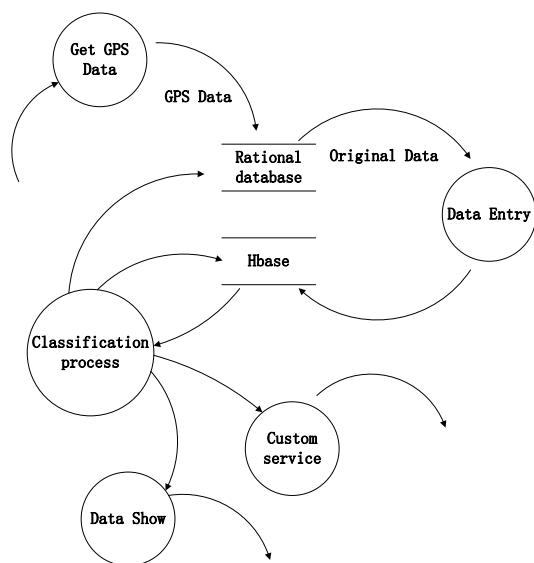 Get GPS
Data
GPS Data
Rational
database
Original Data
Data Entry
Hbase
Classification
process
Custom
service
Data Show